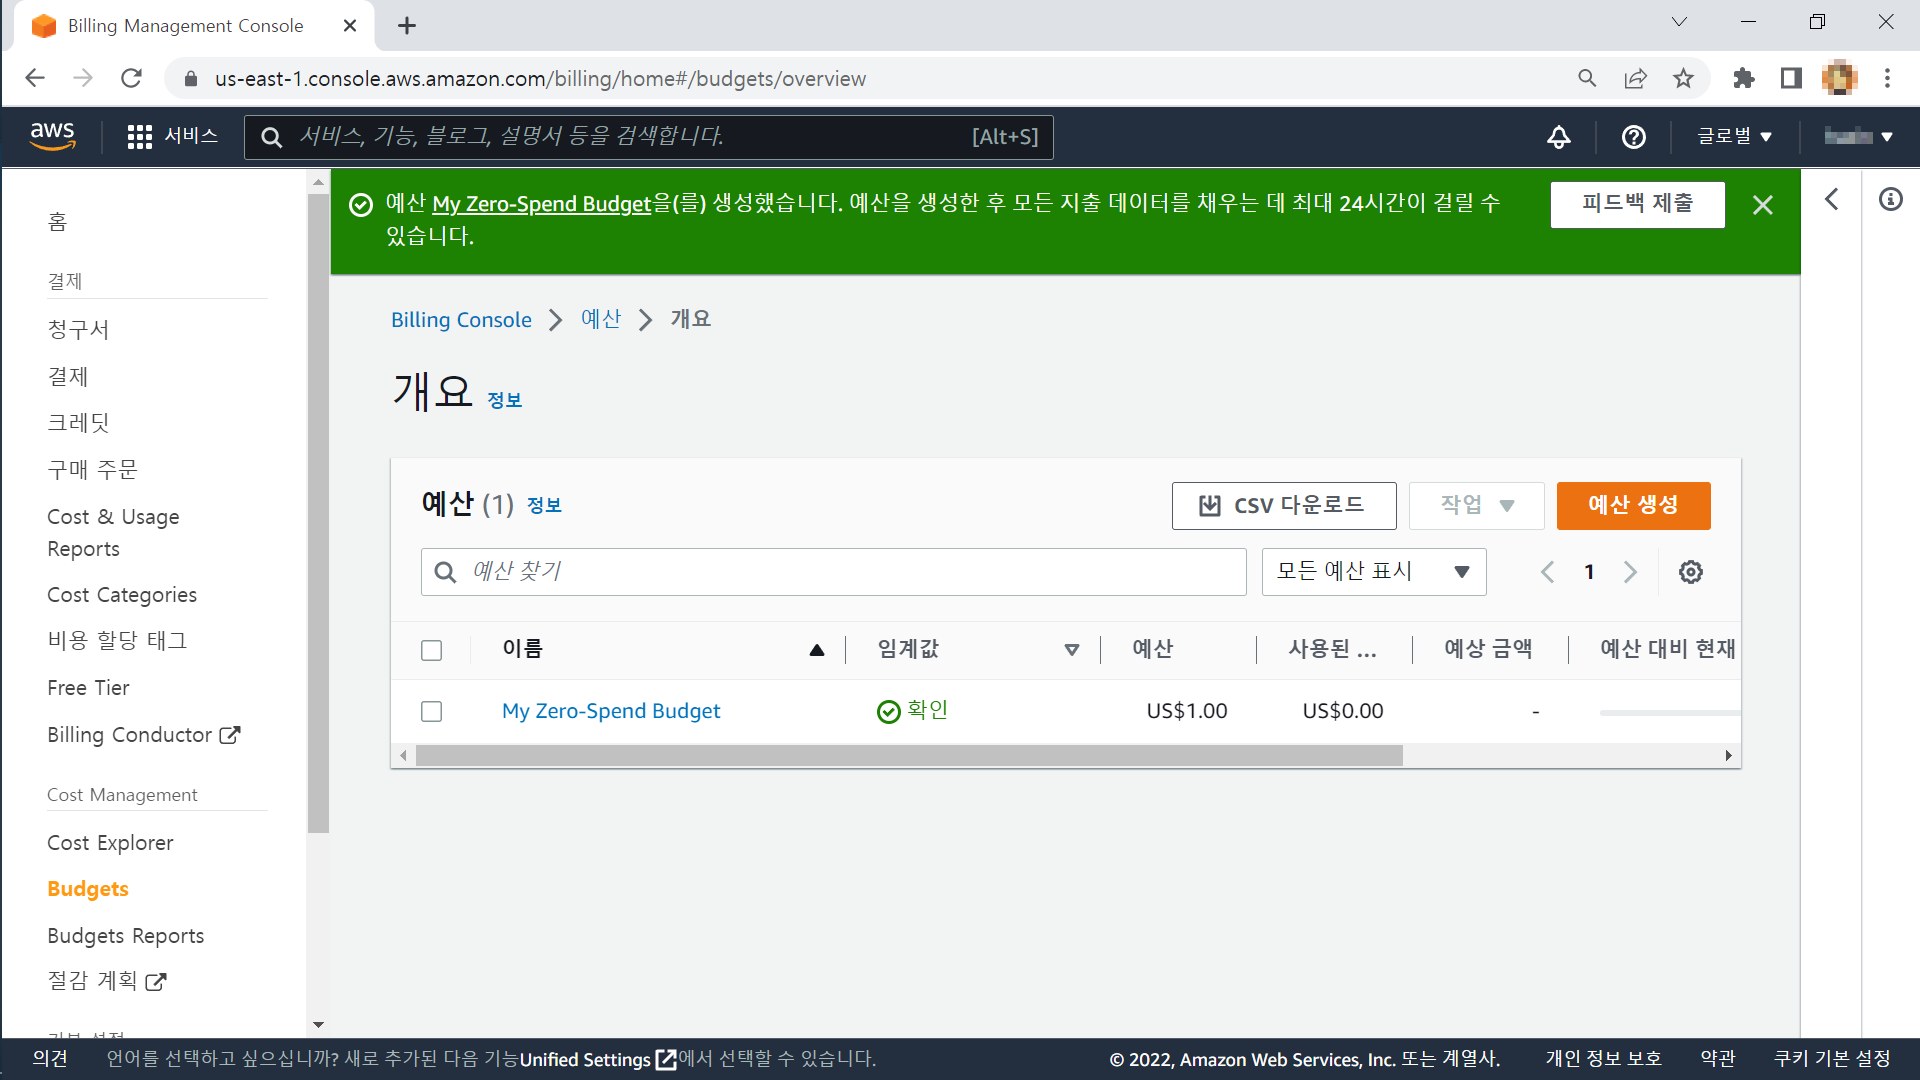 Billing Management Console
us-east-1.console.aws.amazon.com/billing/home#/budgets/overview
aws
서비스
서비스, 기능, 블로그, 설명서 등을 검색합니다.
[Alt+S]
글로벌
홈
결제
청구서
결제
크레딧
구매 주문
Cost & Usage
Reports
Cost Categories
비용 할당 태그
Free Tier
Billing Conductor
Cost Management
Cost Explorer
Budgets
Budgets Reports
절감 계획
예산 My Zero-Spend Budget을(를) 생성했습니다. 예산을 생성한 후 모든 지출 데이터를 채우는 데 최대 24시간이 걸릴 수
있습니다.
피드백 제출
Billing Console
예산
개요
개요 정보
예산 (1) 정보
CSV 다운로드
작업
예산 생성
예산 찾기
모든 예산 표시
1
이름
임계값
예산
사용된 ...
예상 금액
예산 대비 현재
My Zero-Spend Budget
확인
US$1.00
US$0.00
-
의견
언어를 선택하고 싶으십니까? 새로 추가된 다음 기능Unified Settings에서 선택할 수 있습니다.
© 2022, Amazon Web Services, Inc. 또는 계열사.
개인 정보 보호
약관
쿠키 기본 설정